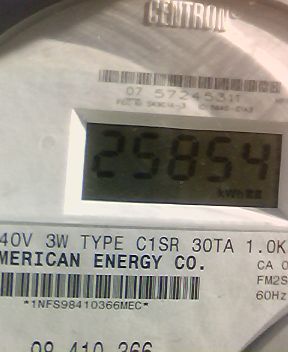 CENTRON
07 57245311
25854
kWh
40V 3W TYPE C1SR 30TA 1.0K
MERICAN ENERGY CO.
CA 0
FM2S
60Hz
*1NFS98410366MEC*
98 410 366